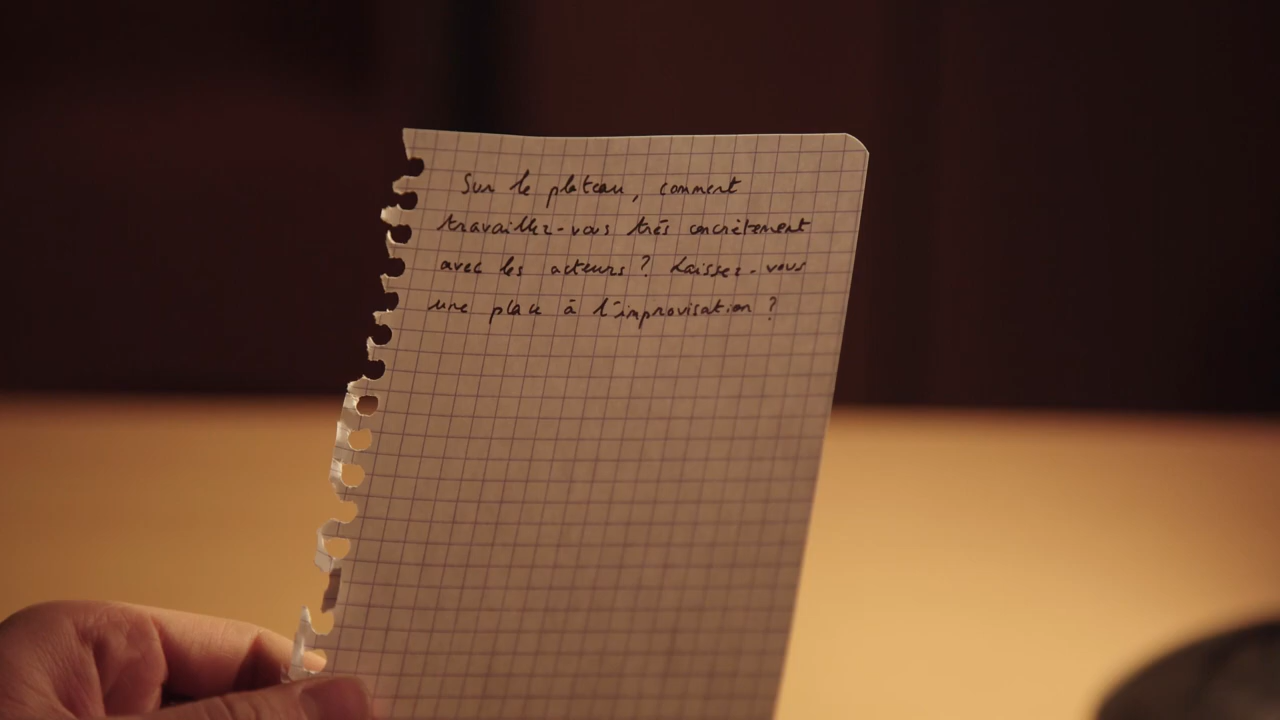 Sur le plateau, comment
travaillez-vous très concrètement
avec les acteurs ? Laissez-vous
une place à l'improvisation ?